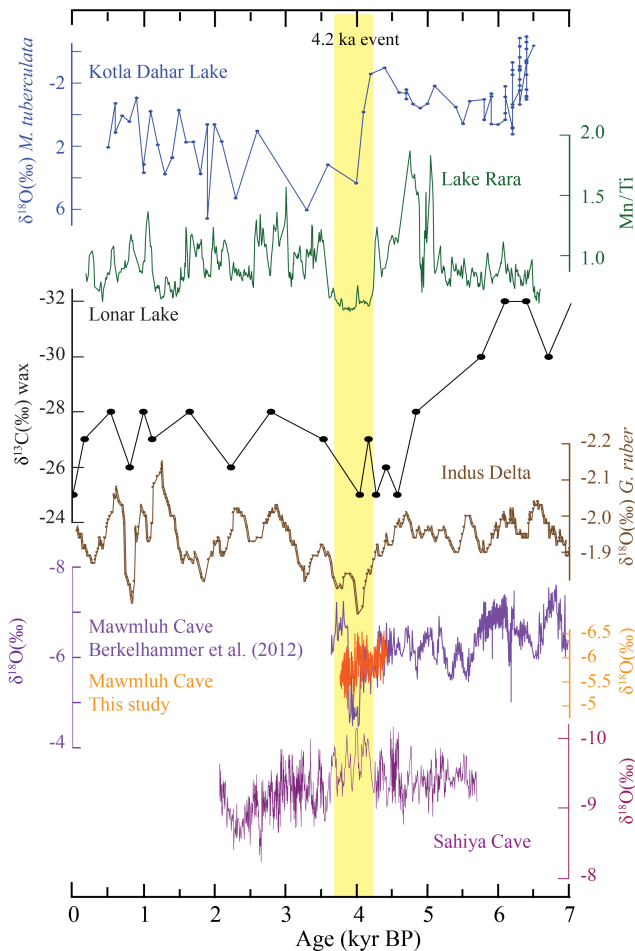 4.2 ka event
Kotla Dahar Lake
-2
2
6
δ¹⁸O(‰) M. tuberculata
2.0
1.5
1.0
Mn/Ti
Lake Rara
-32
-30
-28
-26
-24
δ¹³C(‰) wax
Lonar Lake
-2.2
-2.1
-2.0
-1.9
δ¹⁸O(‰) G. ruber
Indus Delta
-8
-6
-4
δ¹⁸O(‰)
Mawmluh Cave
Berkelhammer et al. (2012)
Mawmluh Cave
This study
-6.5
-6
-5.5
-5
δ¹⁸O(‰)
-10
-9
-8
δ¹⁸O(‰)
Sahiya Cave
0 1 2 3 4 5 6 7
Age (kyr BP)